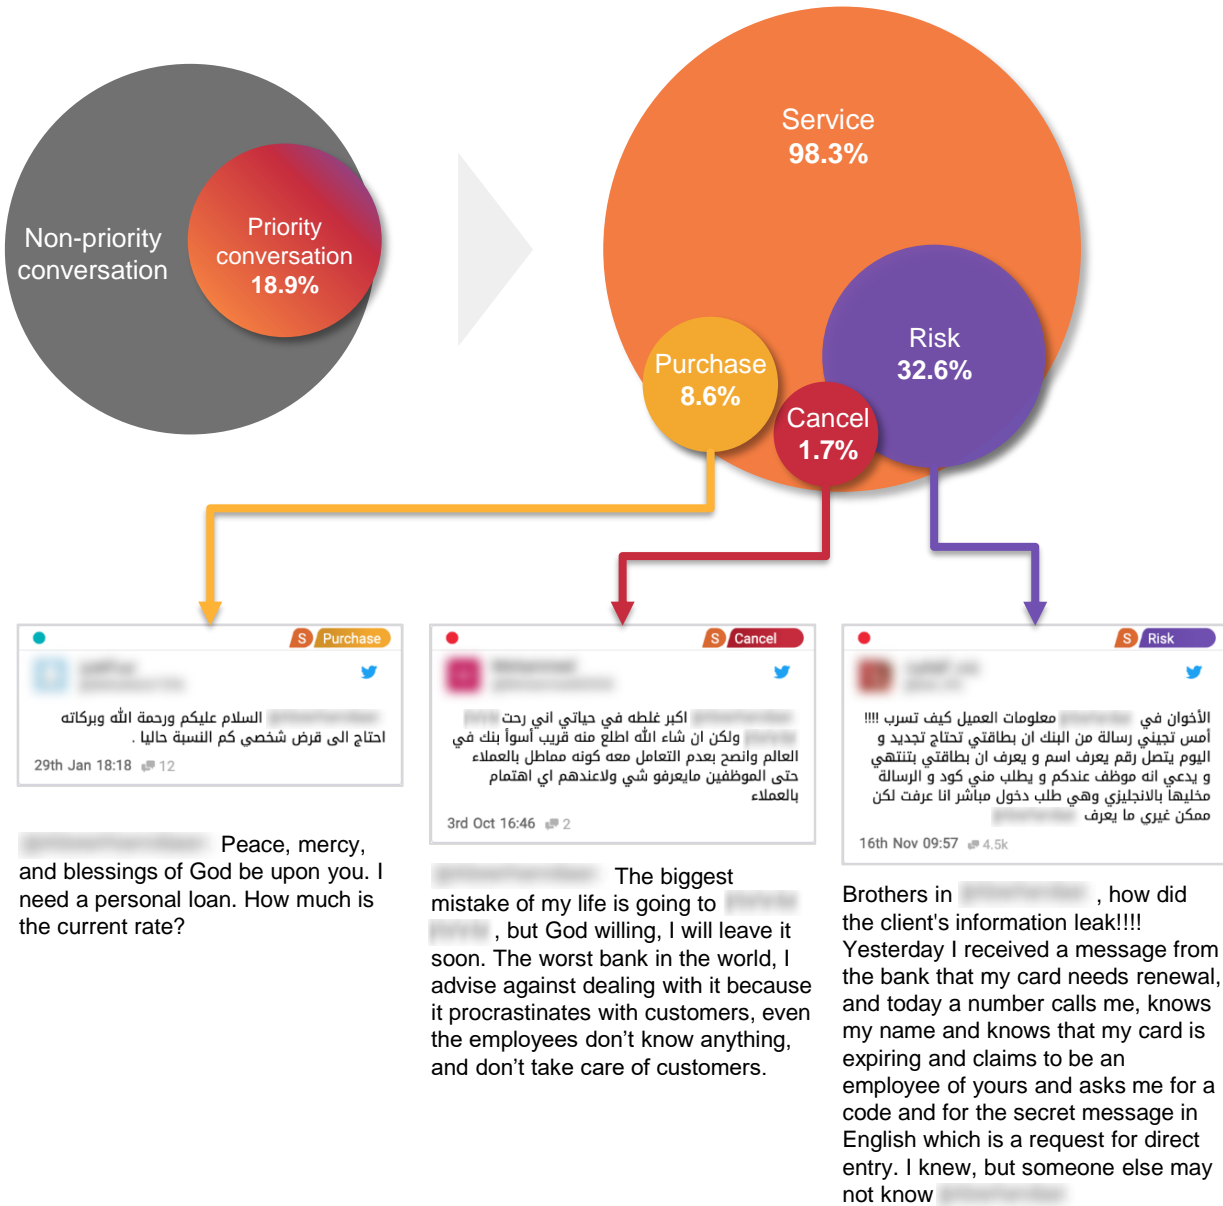 Non-priority
conversation
Priority
conversation
18.9%
Service
98.3%
Purchase
8.6%
Cancel
1.7%
Risk
32.6%
S Purchase
السلام عليكم ورحمة الله وبركاته
احتاج الى قرض شخصي كم النسبة حاليا .
29th Jan 18:18 12
Peace, mercy,
and blessings of God be upon you. I
need a personal loan. How much is
the current rate?
S Cancel
اكبر غلطه في حياتي اني رحت
ولكن ان شاء الله اطلع منه قريب أسوأ بنك في
العالم وانصح بعدم التعامل معه كونه مماطل بالعملاء
حتى الموظفين مايعرفو شي ولاعندهم اي اهتمام
بالعملاء
3rd Oct 16:46 2
The biggest
mistake of my life is going to
, but God willing, I will leave it
soon. The worst bank in the world, I
advise against dealing with it because
it procrastinates with customers, even
the employees don’t know anything,
and don’t take care of customers.
S Risk
الأخوان في معلومات العميل كيف تسرب !!!!
أمس تجيني رسالة من البنك ان بطاقتي تحتاج تجديد و
اليوم يتصل رقم يعرف اسم و يعرف ان بطاقتي بتنتهي
و يدعي انه موظف عندكم و يطلب مني كود و الرسالة
مخليها بالانجليزي وهي طلب دخول مباشر انا عرفت لكن
ممكن غيري ما يعرف
16th Nov 09:57 4.5k
Brothers in , how did
the client's information leak!!!!
Yesterday I received a message from
the bank that my card needs renewal,
and today a number calls me, knows
my name and knows that my card is
expiring and claims to be an
employee of yours and asks me for a
code and for the secret message in
English which is a request for direct
entry. I knew, but someone else may
not know